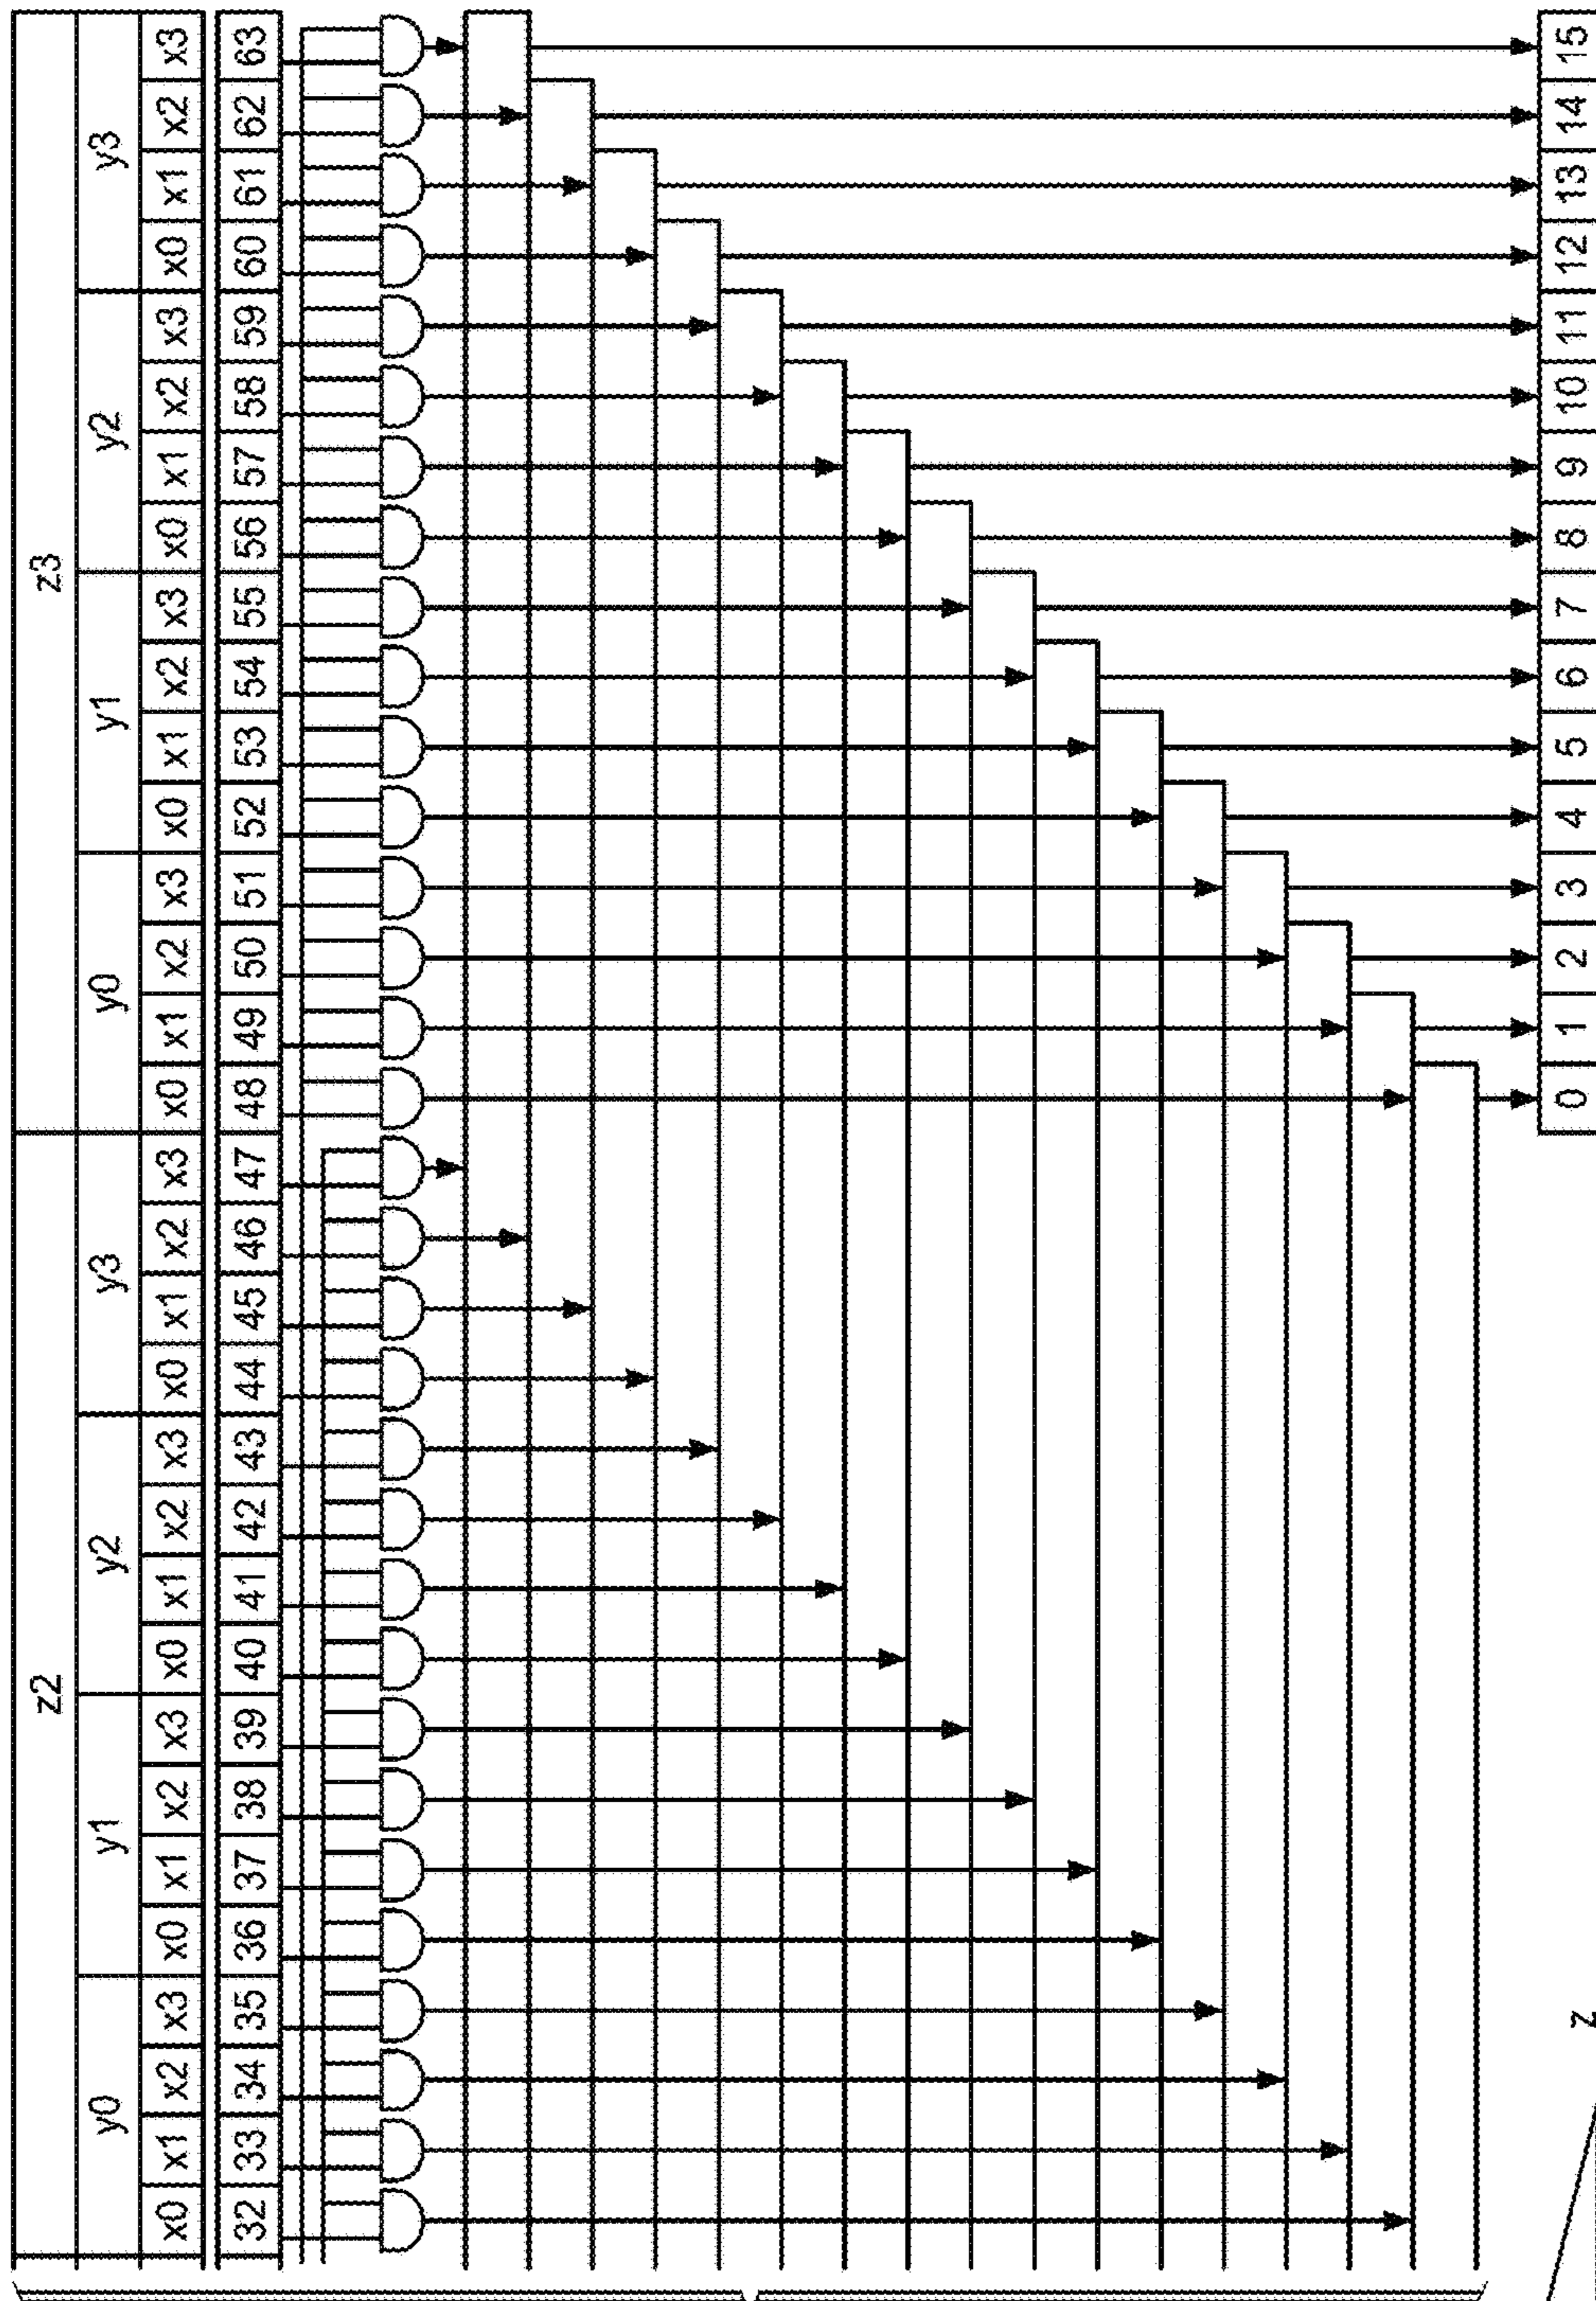 z2 z3
y0 y1 y2 y3 y0 y1 y2 y3
x0 x1 x2 x3 x0 x1 x2 x3 x0 x1 x2 x3 x0 x1 x2 x3 x0 x1 x2 x3 x0 x1 x2 x3 x0 x1 x2 x3 x0 x1 x2 x3
32 33 34 35 36 37 38 39 40 41 42 43 44 45 46 47 48 49 50 51 52 53 54 55 56 57 58 59 60 61 62 63
0 1 2 3 4 5 6 7 8 9 10 11 12 13 14 15
z